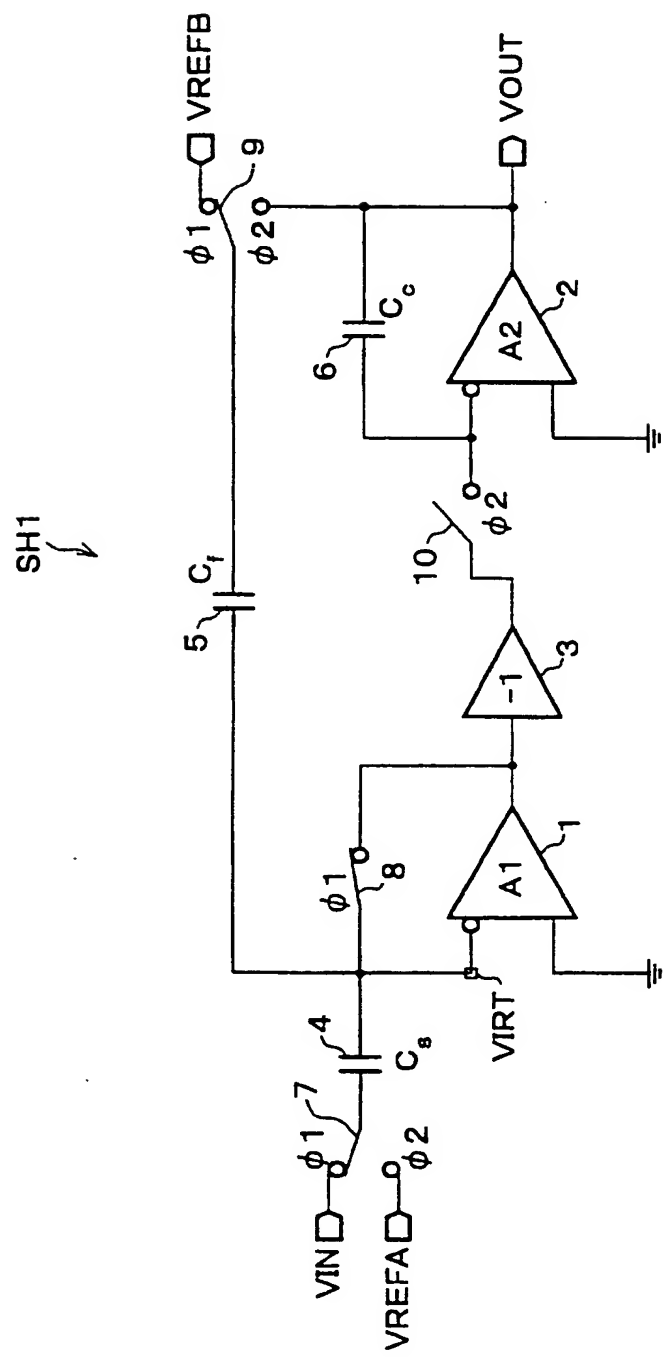 SH1
VREFB
φ1
9
φ2
Cf
5
Cc
6
VOUT
A2
2
φ2
10
-1
3
φ1
8
A1
1
VIRT
4
Cs
7
φ1
VIN
φ2
VREFA